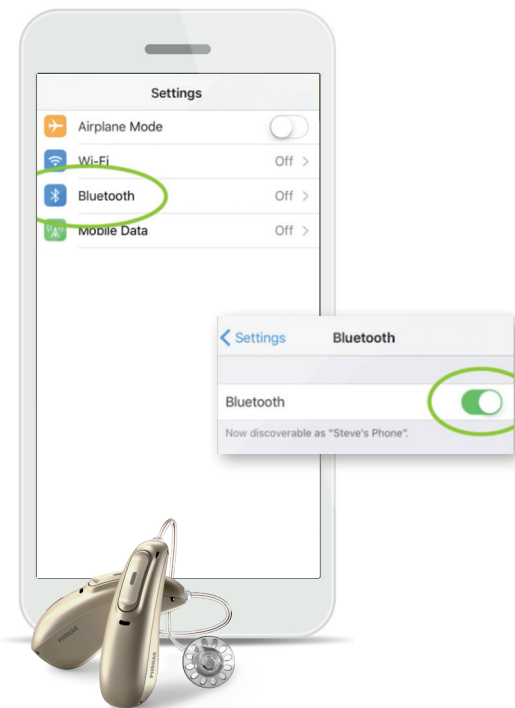 Settings
Airplane Mode
Wi-Fi Off
Bluetooth Off
Mobile Data Off
Settings Bluetooth
Bluetooth
Now discoverable as "Steve's Phone".
PHONAK
PHONAK